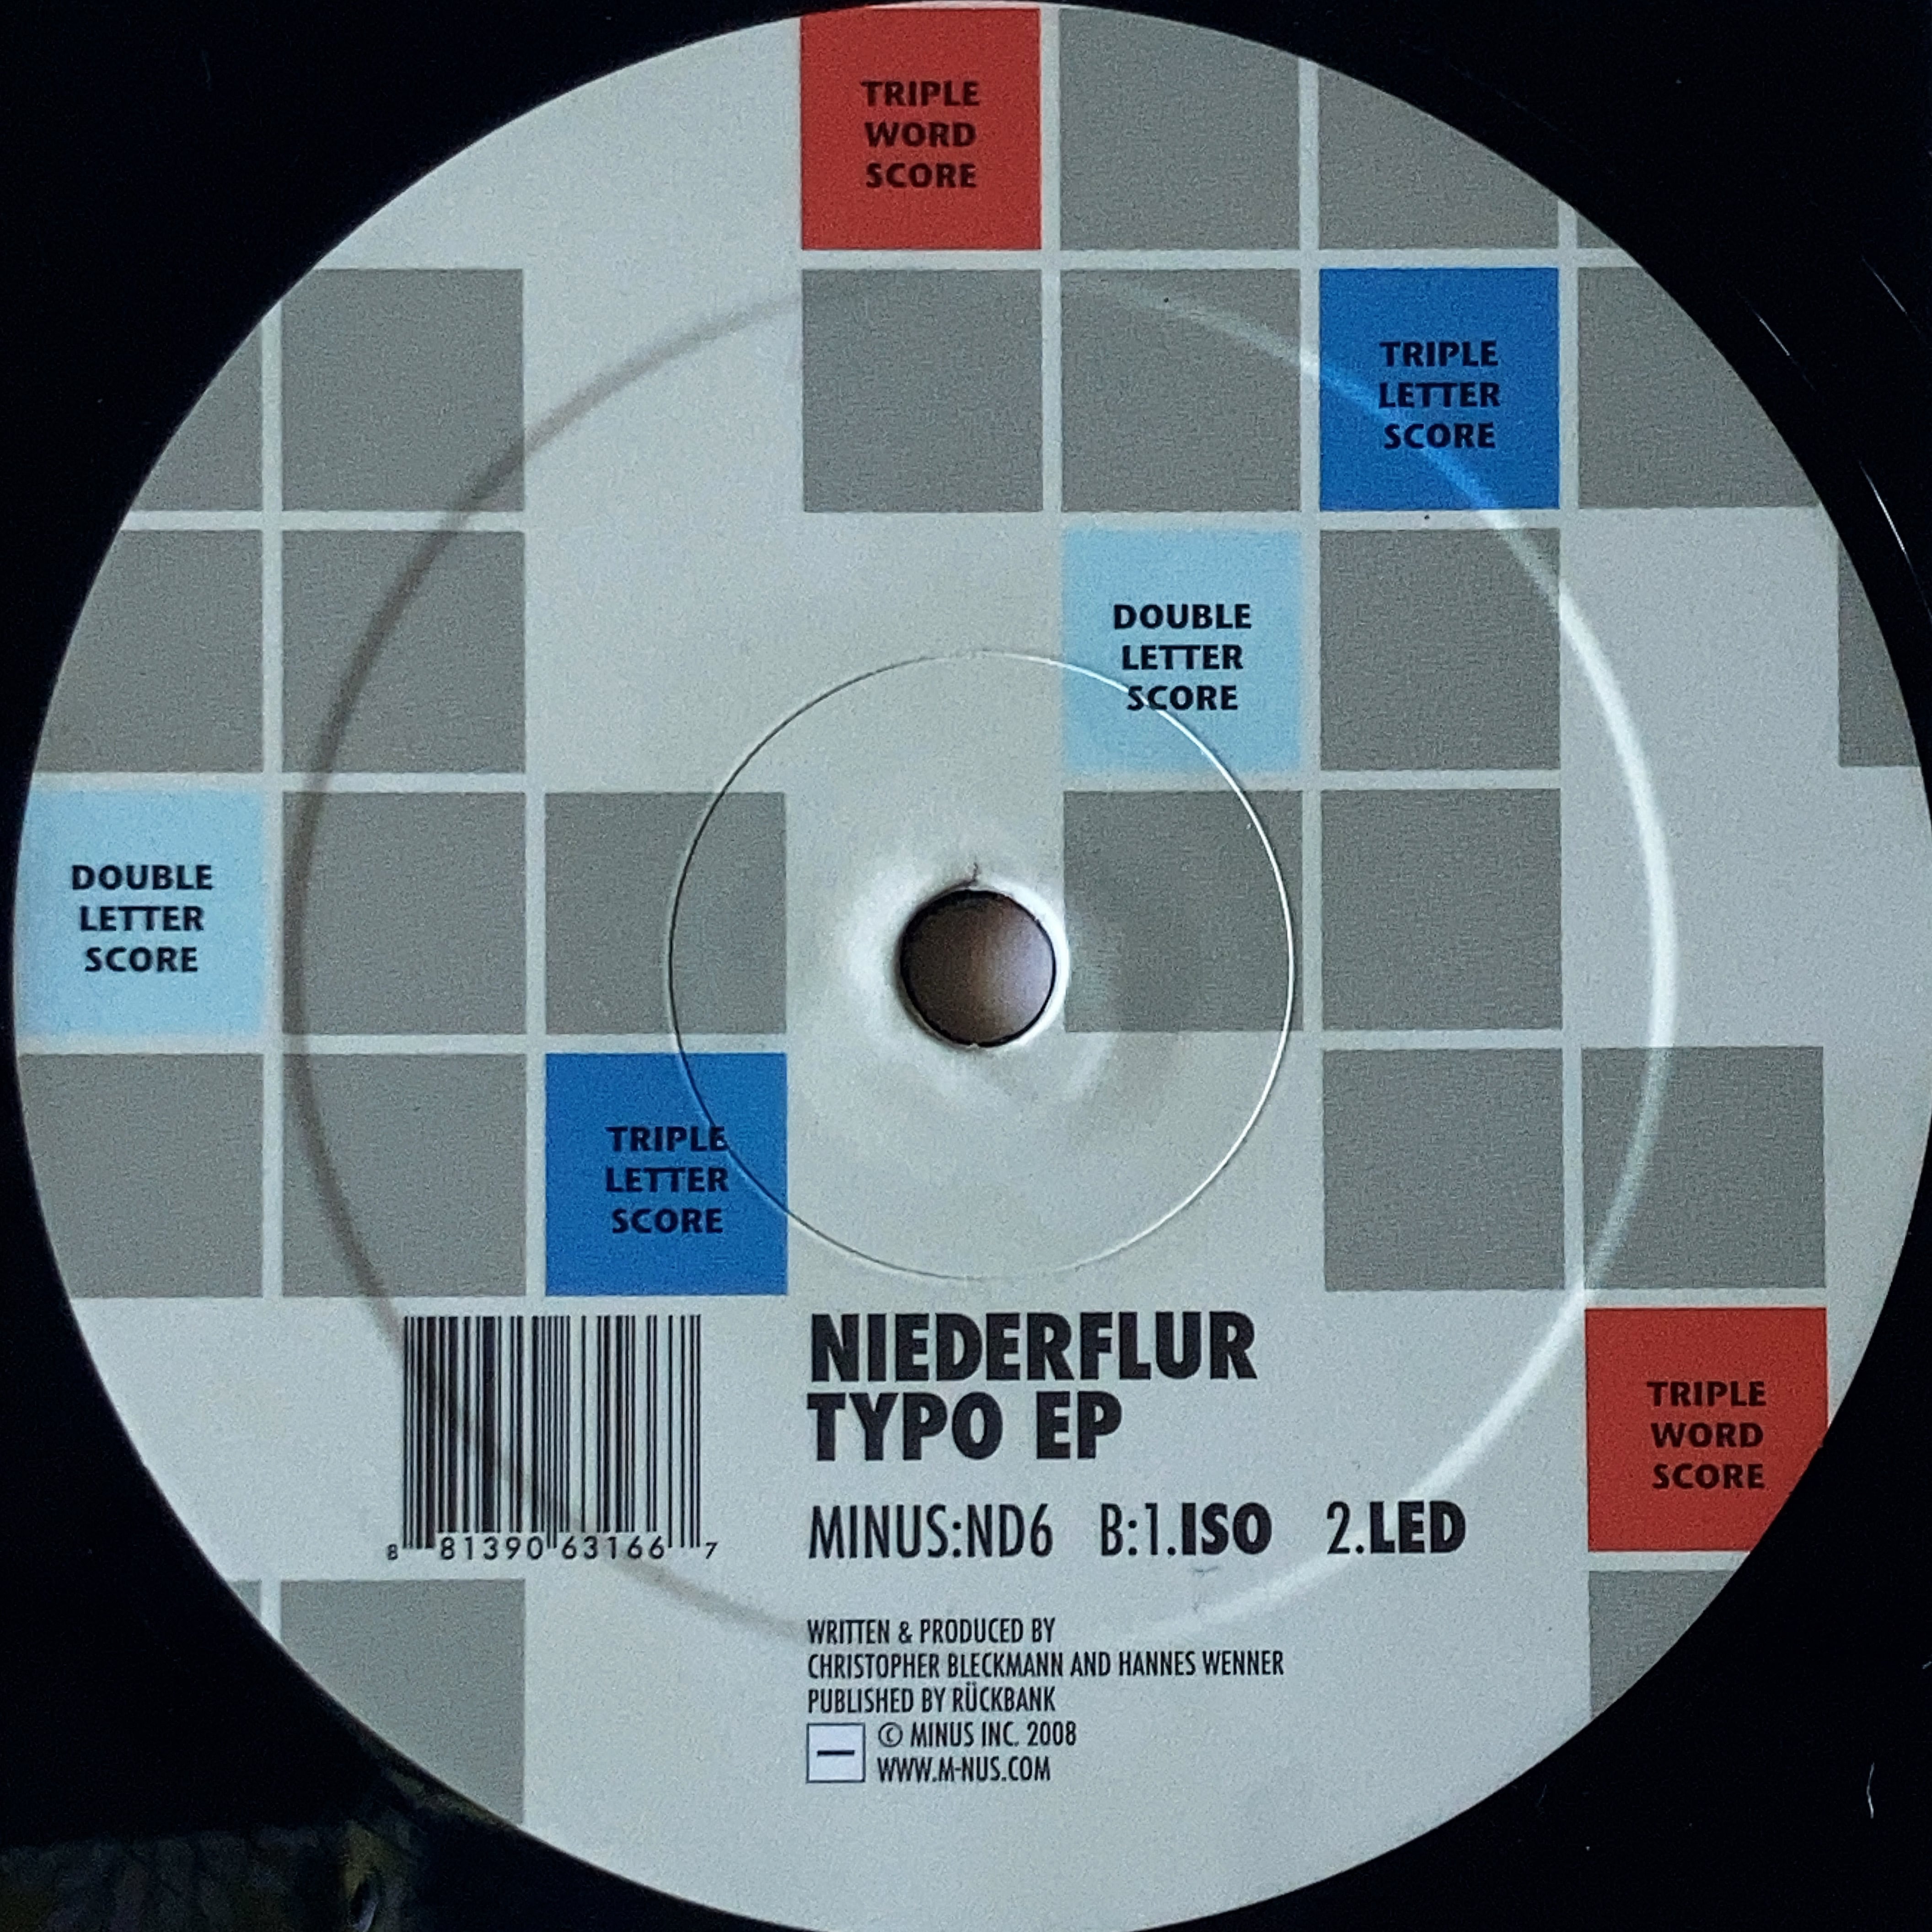 TRIPLE
WORD
SCORE
TRIPLE
LETTER
SCORE
DOUBLE
LETTER
SCORE
DOUBLE
LETTER
SCORE
TRIPLE
LETTER
SCORE
NIEDERFLUR
TYPO EP
TRIPLE
WORD
SCORE
MINUS:ND6 B:1.ISO 2.LED
8 81390 63166 7
WRITTEN & PRODUCED BY
CHRISTOPHER BLECKMANN AND HANNES WENNER
PUBLISHED BY RÜCKBANK
© MINUS INC. 2008
WWW.M-NUS.COM